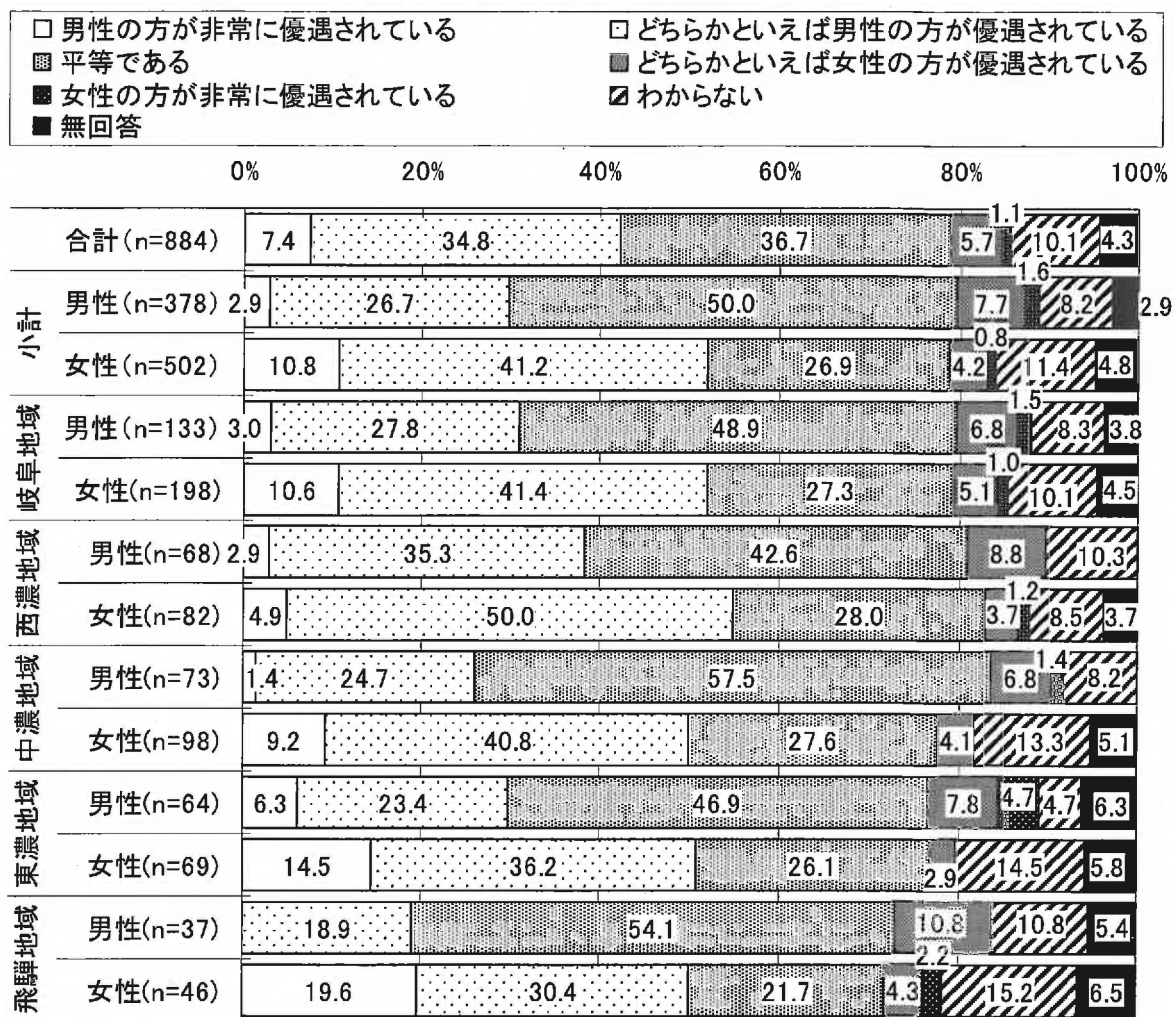 □ 男性の方が非常に優遇されている □ どちらかといえば男性の方が優遇されている
平等である どちらかといえば女性の方が優遇されている
女性の方が非常に優遇されている わからない
■ 無回答
0% 20% 40% 60% 80% 100%
合計(n=884) 7.4 34.8 36.7 5.7 1.1 10.1 4.3
小計
男性(n=378) 2.9 26.7 50.0 7.7 1.6 8.2 2.9
女性(n=502) 10.8 41.2 26.9 4.2 0.8 11.4 4.8
岐阜地域
男性(n=133) 3.0 27.8 48.9 6.8 1.5 8.3 3.8
女性(n=198) 10.6 41.4 27.3 5.1 1.0 10.1 4.5
西濃地域
男性(n=68) 2.9 35.3 42.6 8.8 10.3
女性(n=82) 4.9 50.0 28.0 3.7 1.2 8.5 3.7
中濃地域
男性(n=73) 1.4 24.7 57.5 6.8 1.4 8.2
女性(n=98) 9.2 40.8 27.6 4.1 13.3 5.1
東濃地域
男性(n=64) 6.3 23.4 46.9 7.8 4.7 4.7 6.3
女性(n=69) 14.5 36.2 26.1 2.9 14.5 5.8
飛騨地域
男性(n=37) 18.9 54.1 10.8 10.8 5.4
女性(n=46) 19.6 30.4 21.7 4.3 2.2 15.2 6.5